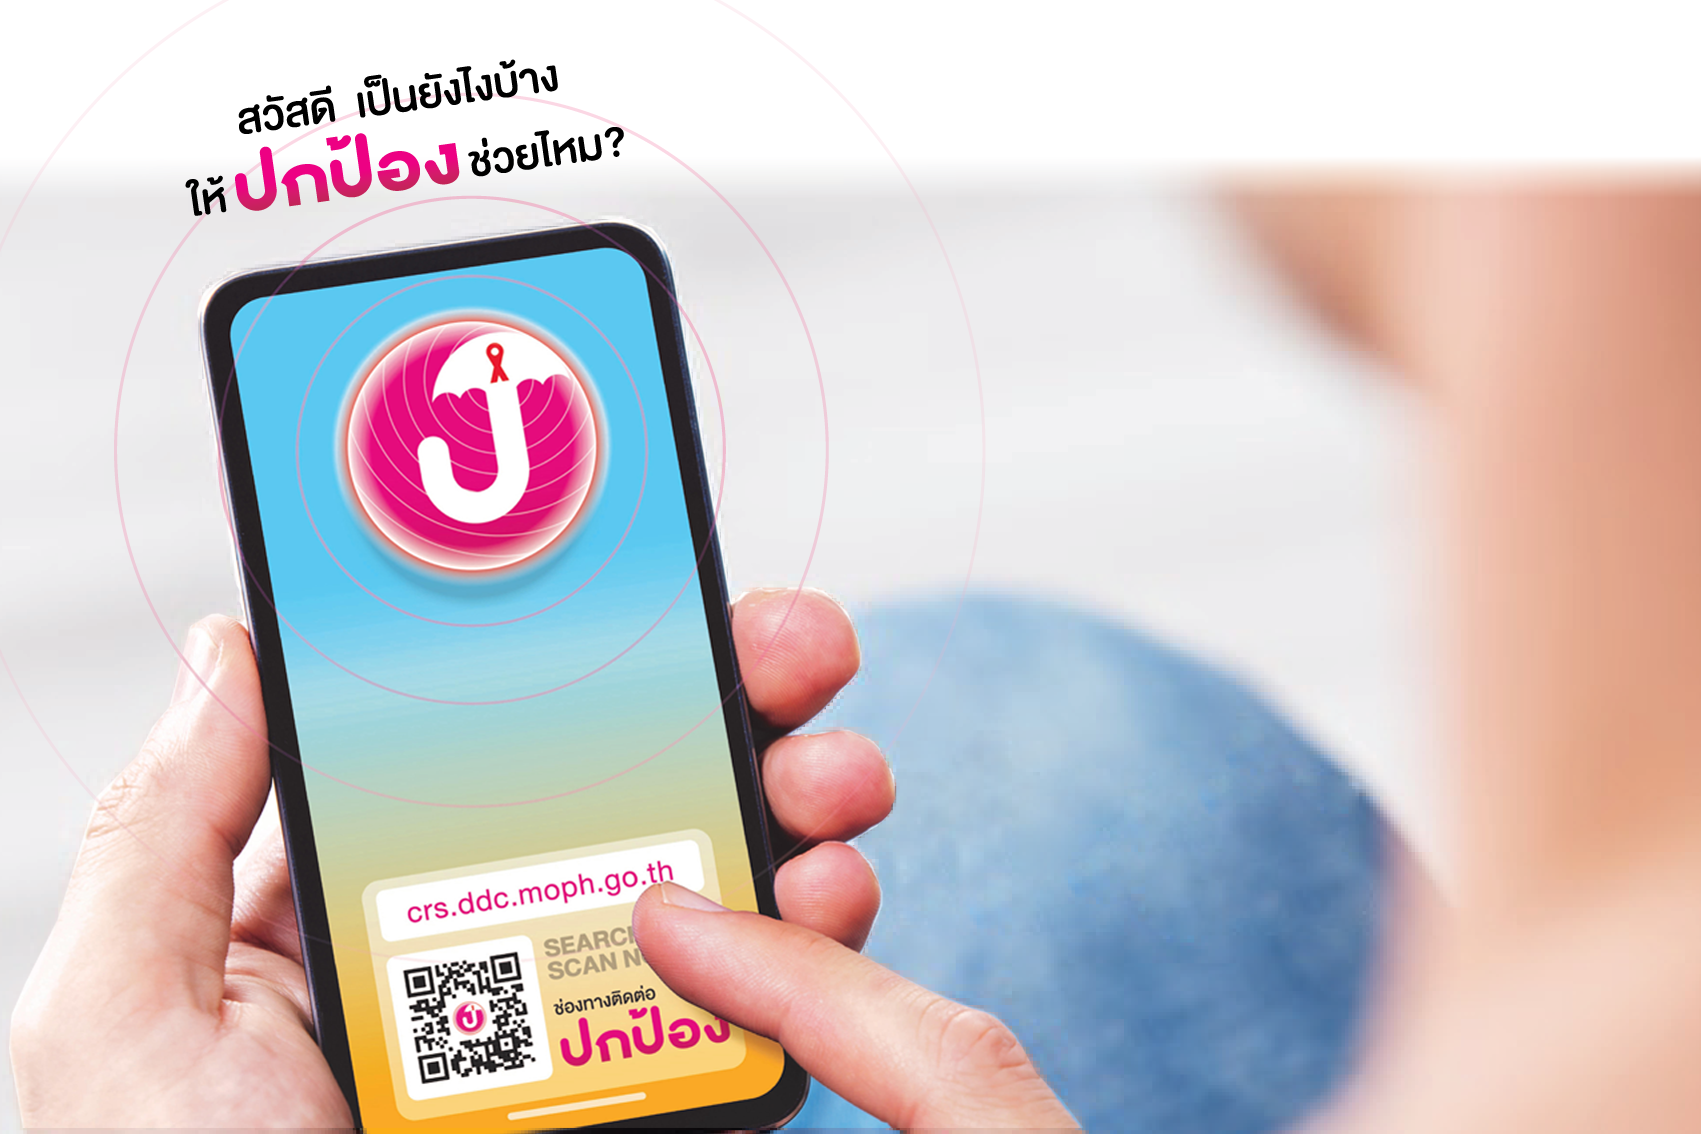 สวัสดี เป็นยังไงบ้าง
ให้ ปกป้อง ช่วยไหม?
crs.ddc.moph.go.th
SCAN
ช่องทางติดต่อ
ปกป้อง